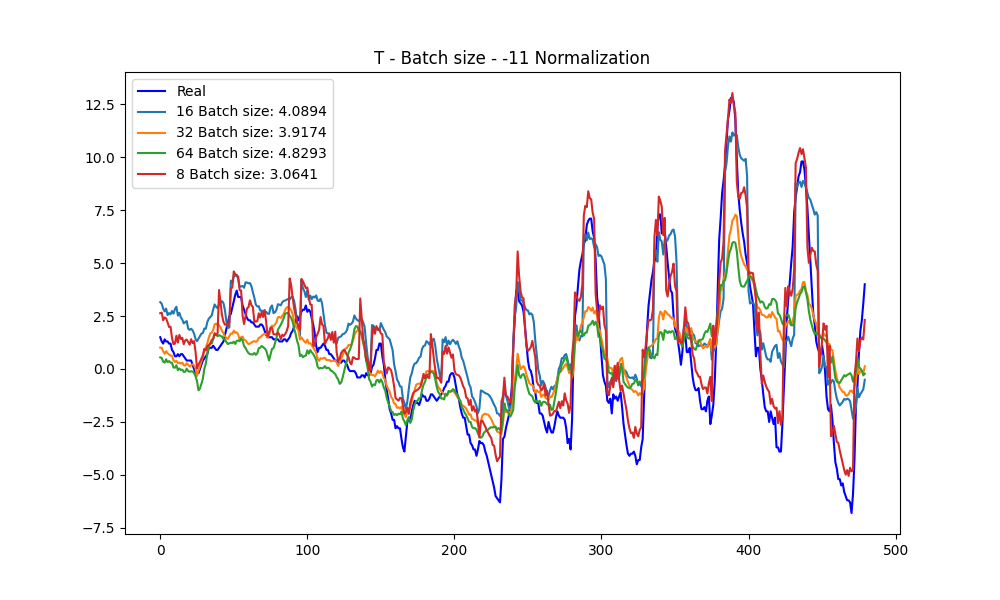 T - Batch size - -11 Normalization
Real
16 Batch size: 4.0894
32 Batch size: 3.9174
64 Batch size: 4.8293
8 Batch size: 3.0641
12.5
10.0
7.5
5.0
2.5
0.0
−2.5
−5.0
−7.5
0 100 200 300 400 500